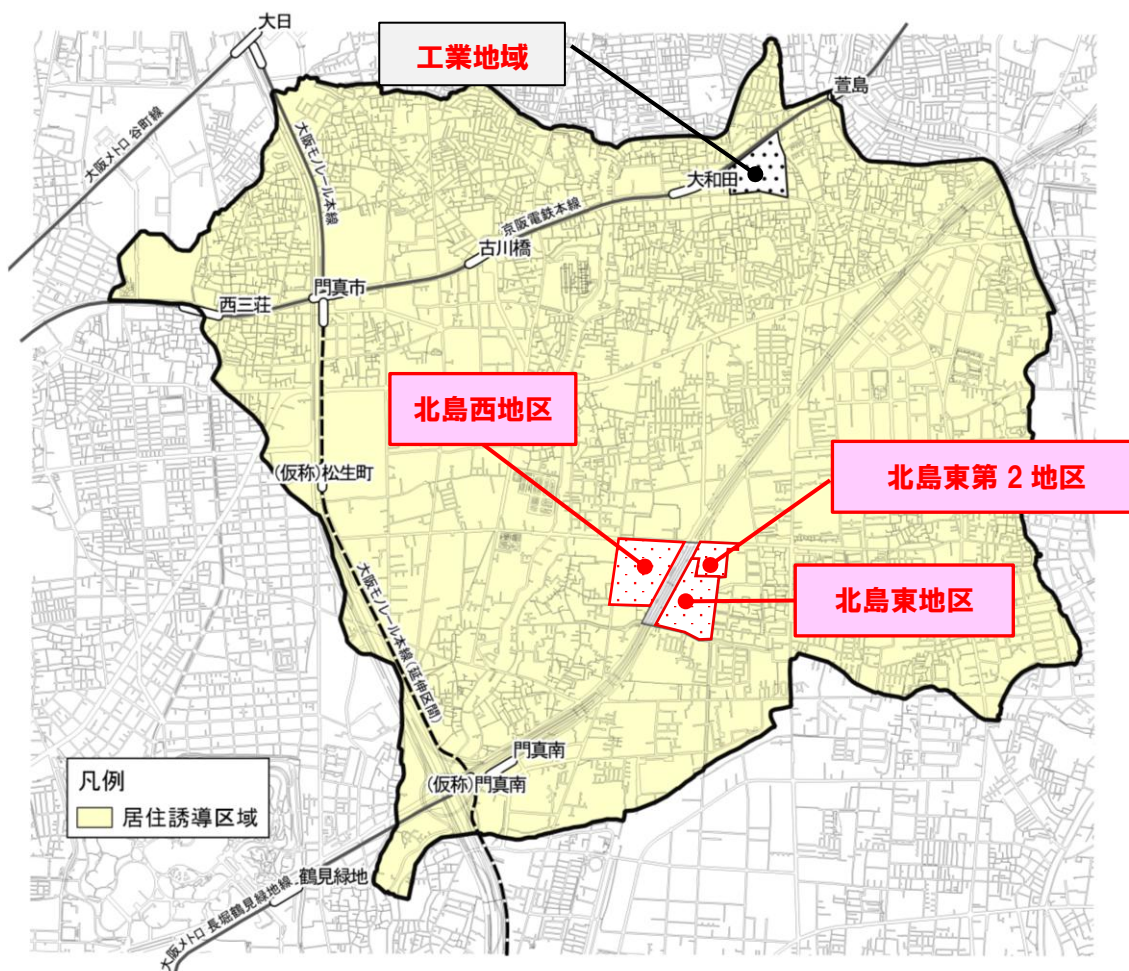 大日
工業地域
萱島
大阪メトロ 谷町線
大阪モノレール本線
大和田
京阪電鉄本線
古川橋
門真市
西三荘
北島西地区
北島東第 2 地区
(仮称)松生町
北島東地区
大阪モノレール本線(延伸区間)
門真南
(仮称)門真南
凡例
居住誘導区域
鶴見緑地
大阪メトロ 長堀鶴見緑地線